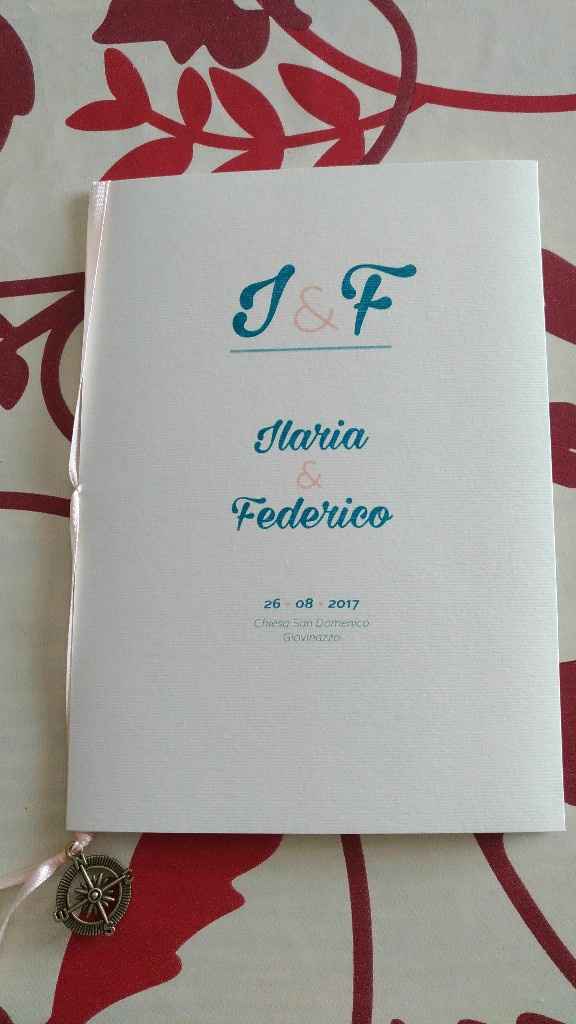 I & F
Ilaria
&
Federico
26 - 08 - 2017
Chiesa San Domenico
Giovinazzo